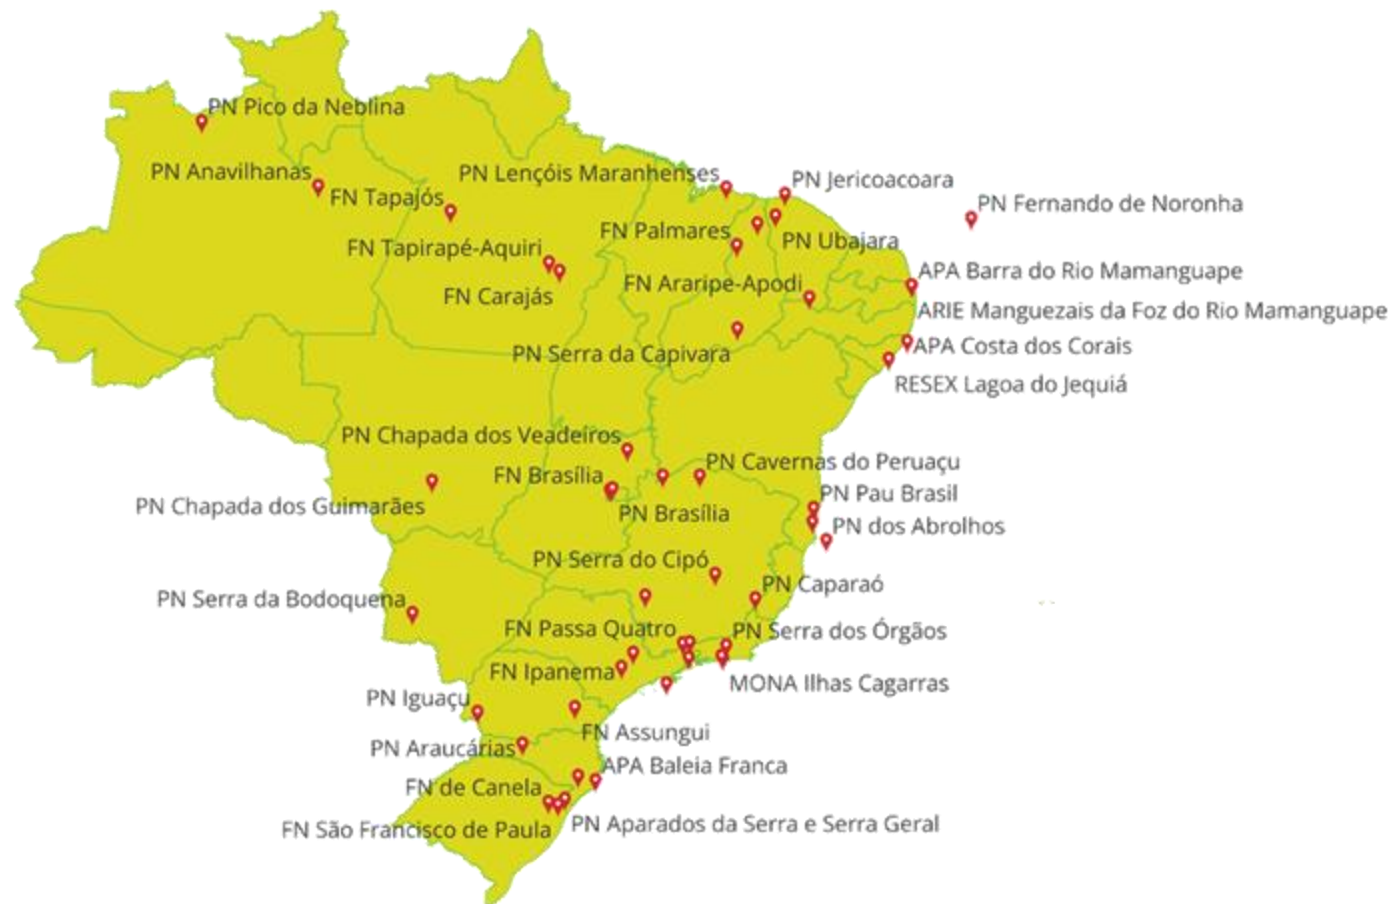 PN Pico da Neblina
PN Anavilhanas
PN Lençóis Maranhenses
PN Jericoacoara
FN Tapajós
PN Fernando de Noronha
FN Palmares
PN Ubajara
FN Tapirapé-Aquiri
APA Barra do Rio Mamanguape
FN Araripe-Apodi
FN Carajás
ARIE Manguezais da Foz do Rio Mamanguape
APA Costa dos Corais
PN Serra da Capivara
RESEX Lagoa do Jequiá
PN Chapada dos Veadeiros
PN Cavernas do Peruaçu
FN Brasília
PN Pau Brasil
PN Chapada dos Guimarães
PN Brasília
PN dos Abrolhos
PN Serra do Cipó
PN Caparaó
PN Serra da Bodoquena
FN Passa Quatro
PN Serra dos Órgãos
FN Ipanema
MONA Ilhas Cagarras
PN Iguaçu
FN Assungui
PN Araucárias
APA Baleia Franca
FN de Canela
PN Aparados da Serra e Serra Geral
FN São Francisco de Paula